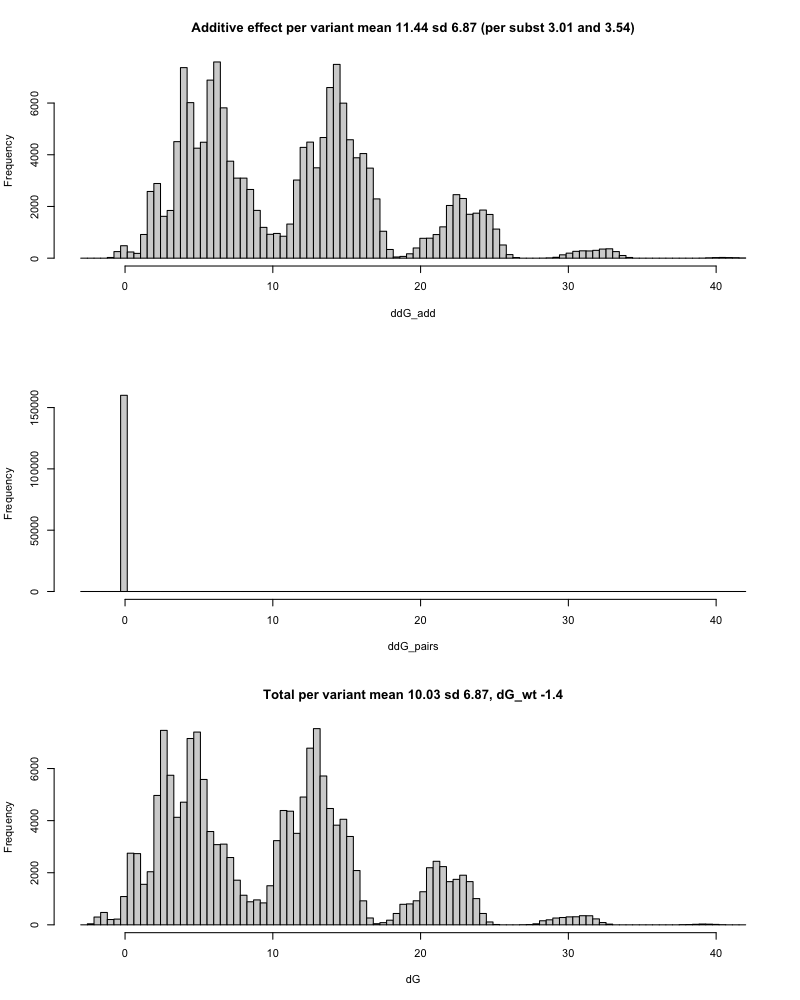 Additive effect per variant mean 11.44 sd 6.87 (per subst 3.01 and 3.54)
Frequency
6000
4000
2000
0
0 10 20 30 40
ddG_add
Frequency
150000
100000
50000
0
0 10 20 30 40
ddG_pairs
Total per variant mean 10.03 sd 6.87, dG_wt -1.4
Frequency
6000
4000
2000
0
0 10 20 30 40
dG